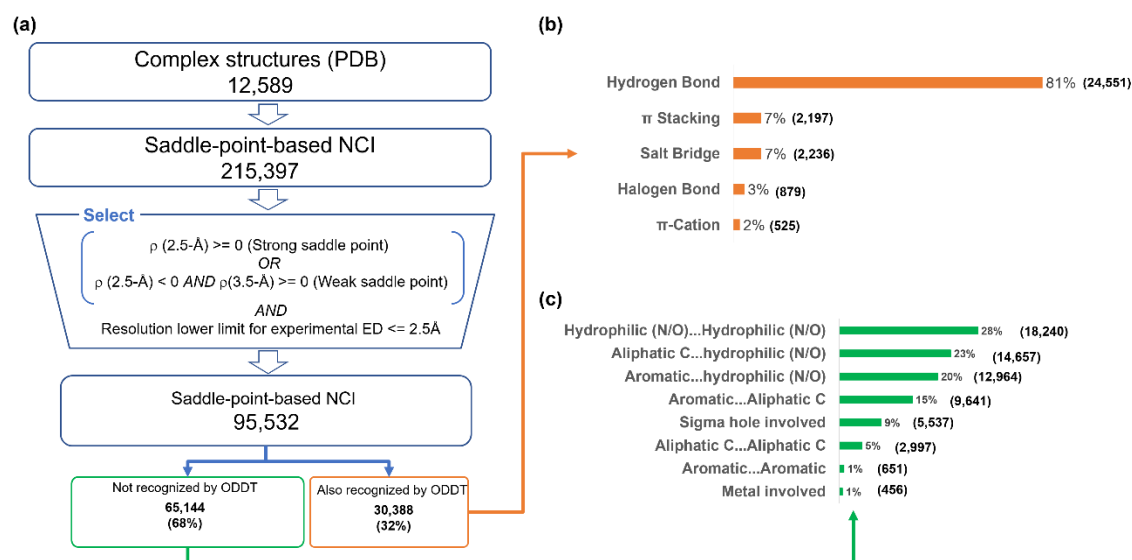 (a)
Complex structures (PDB)
12,589
Saddle-point-based NCI
215,397
Select
ρ (2.5-Å) >= 0 (Strong saddle point)
OR
ρ (2.5-Å) < 0 AND ρ(3.5-Å) >= 0 (Weak saddle point)
AND
Resolution lower limit for experimental ED <= 2.5Å
Saddle-point-based NCI
95,532
Not recognized by ODDT
65,144
(68%)
Also recognized by ODDT
30,388
(32%)
(b)
Hydrogen Bond 81% (24,551)
π Stacking 7% (2,197)
Salt Bridge 7% (2,236)
Halogen Bond 3% (879)
π-Cation 2% (525)
(c)
Hydrophilic (N/O)...Hydrophilic (N/O) 28% (18,240)
Aliphatic C...hydrophilic (N/O) 23% (14,657)
Aromatic...hydrophilic (N/O) 20% (12,964)
Aromatic...Aliphatic C 15% (9,641)
Sigma hole involved 9% (5,537)
Aliphatic C...Aliphatic C 5% (2,997)
Aromatic...Aromatic 1% (651)
Metal involved 1% (456)